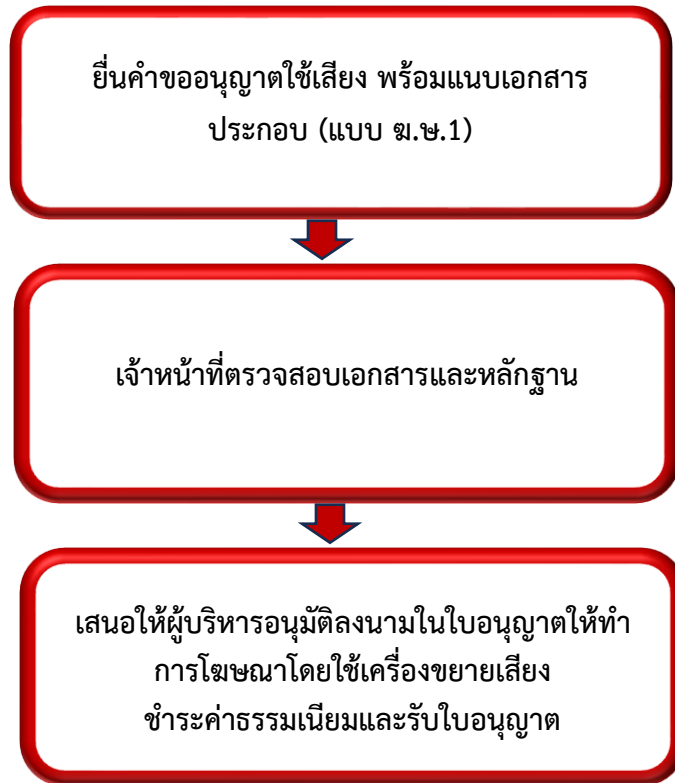 ยื่นคำขออนุญาตใช้เสียง พร้อมแนบเอกสาร
ประกอบ (แบบ ฆ.ษ.1)
เจ้าหน้าที่ตรวจสอบเอกสารและหลักฐาน
เสนอให้ผู้บริหารอนุมัติลงนามในใบอนุญาตให้ทำ
การโฆษณาโดยใช้เครื่องขยายเสียง
ชำระค่าธรรมเนียมและรับใบอนุญาต